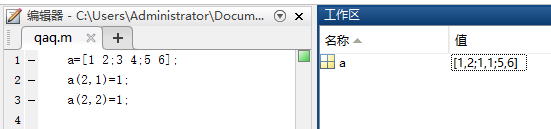 编辑器 - C:\Users\Administrator\Docum...
qaq.m
1 - a=[1 2;3 4;5 6];
2 - a(2,1)=1;
3 - a(2,2)=1;
工作区
名称 值
a [1,2;1,1;5,6]